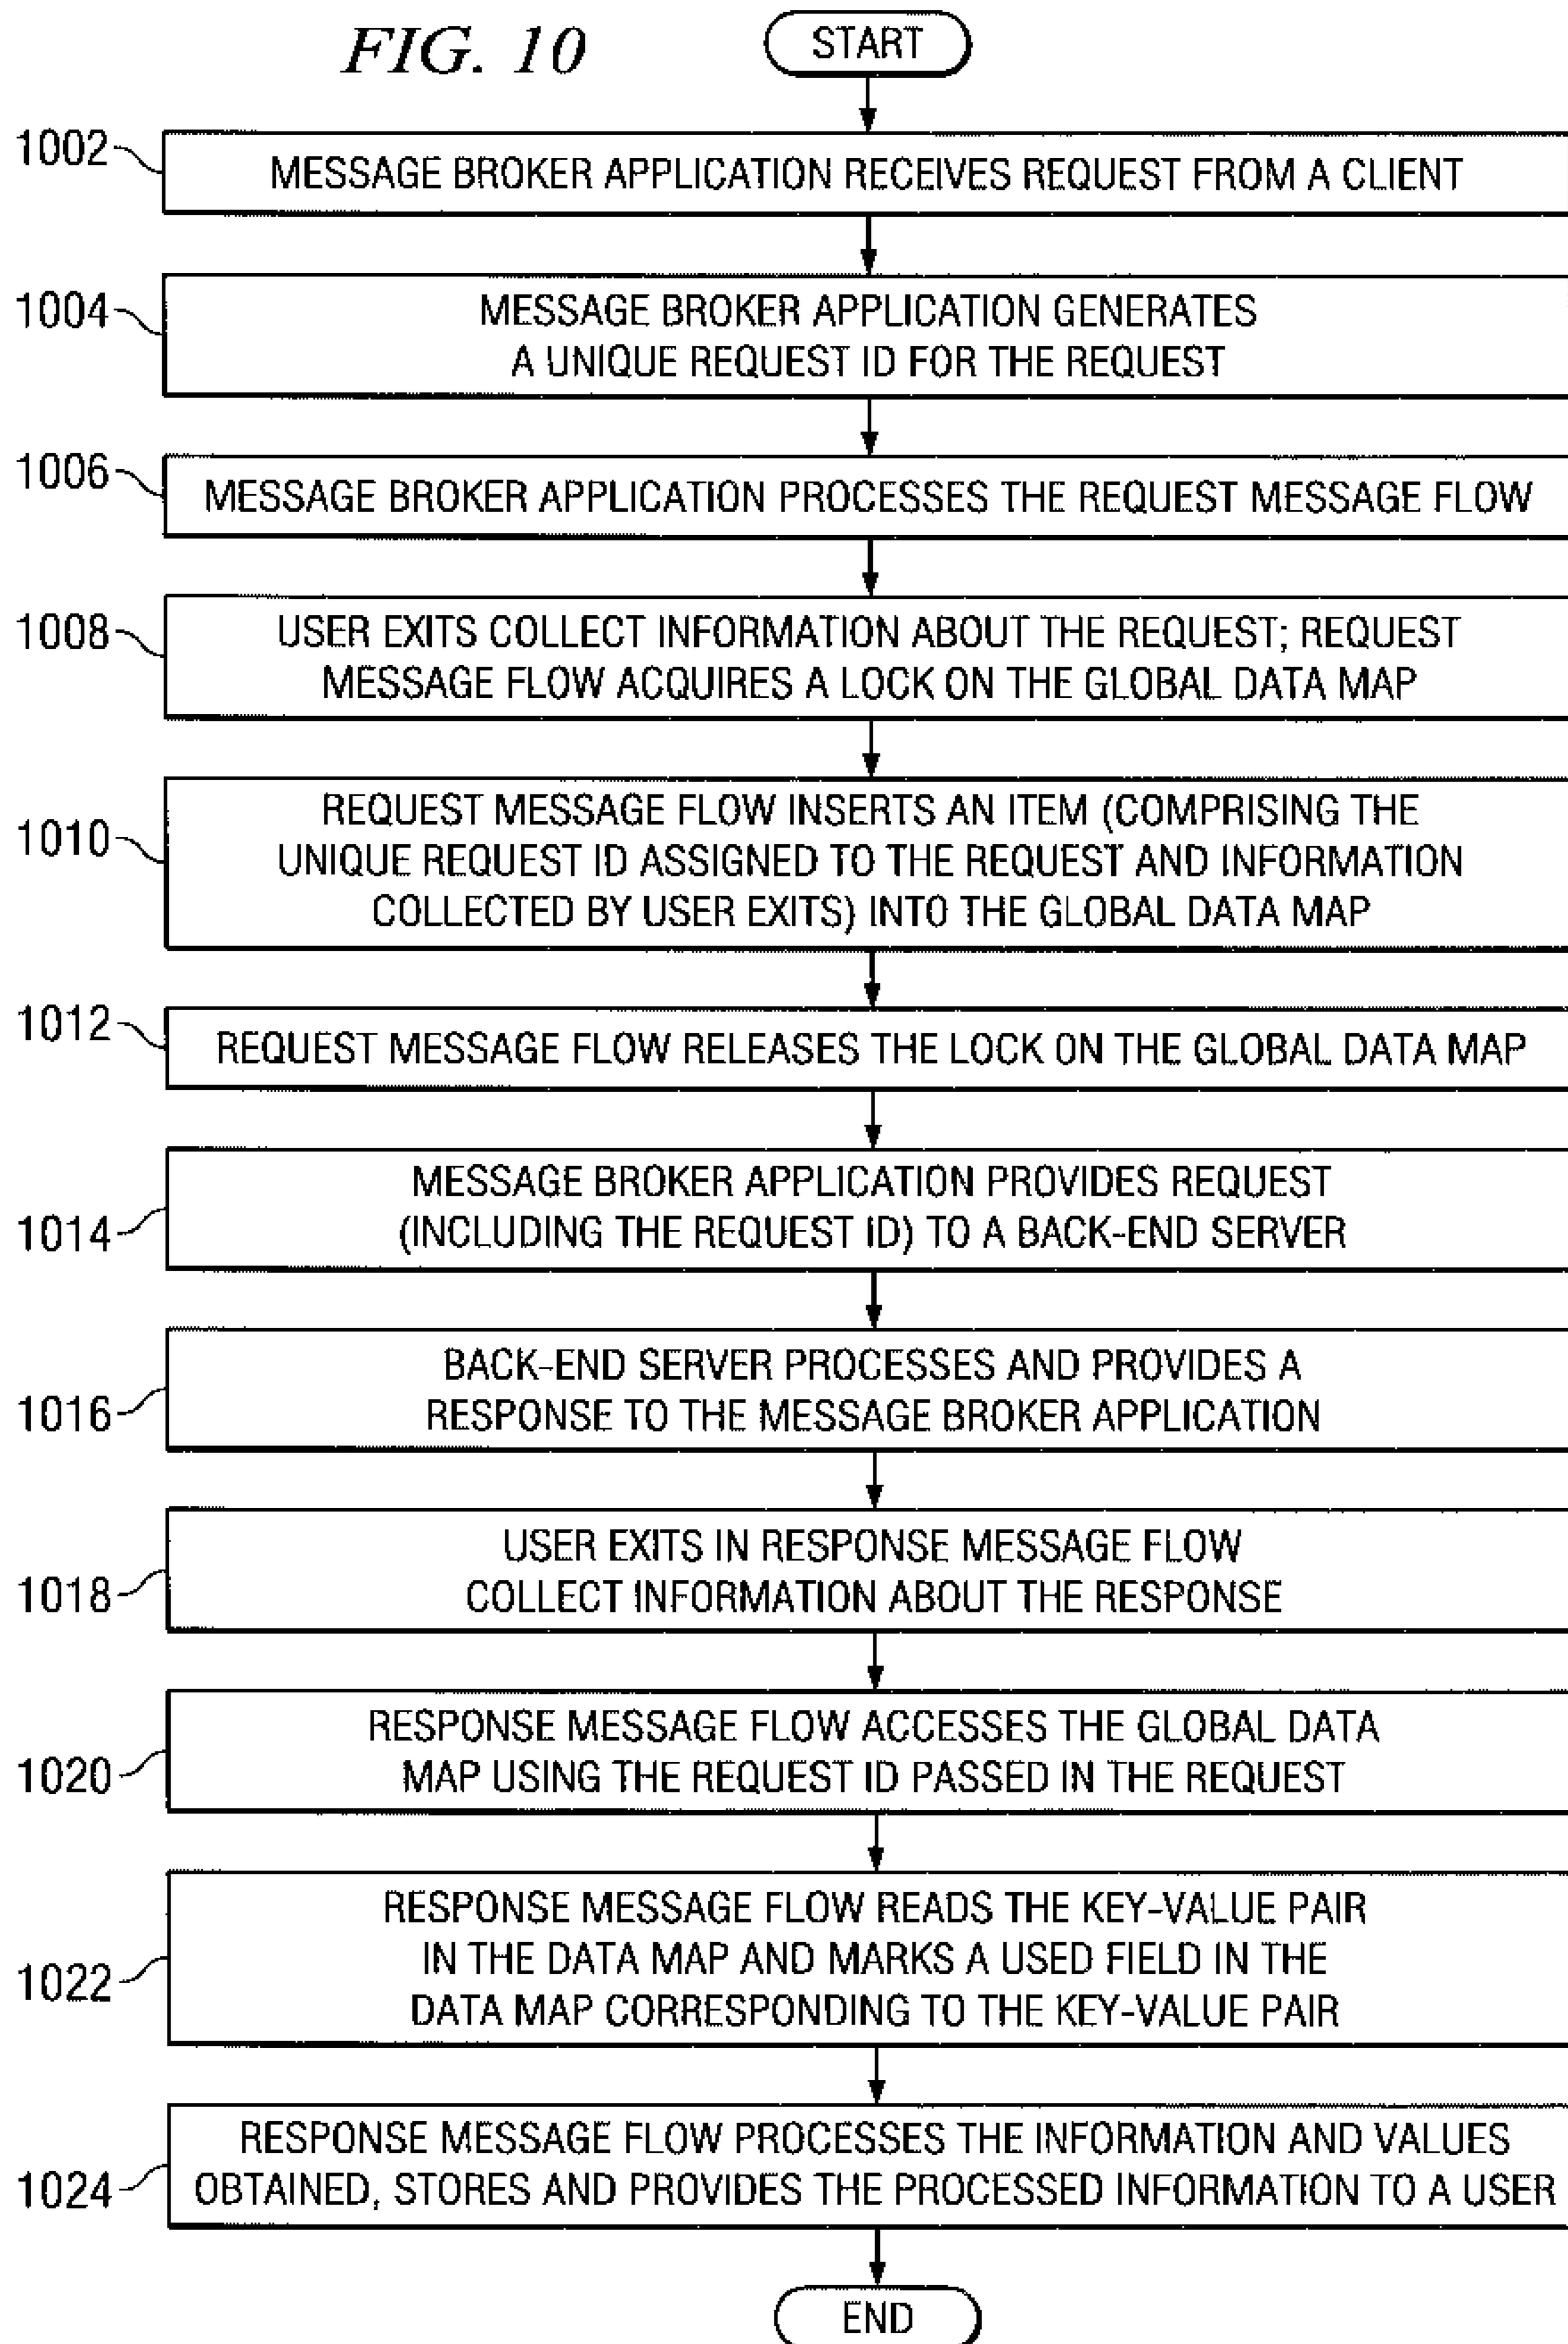 FIG. 10
START
1002
MESSAGE BROKER APPLICATION RECEIVES REQUEST FROM A CLIENT
1004
MESSAGE BROKER APPLICATION GENERATES
A UNIQUE REQUEST ID FOR THE REQUEST
1006
MESSAGE BROKER APPLICATION PROCESSES THE REQUEST MESSAGE FLOW
1008
USER EXITS COLLECT INFORMATION ABOUT THE REQUEST; REQUEST
MESSAGE FLOW ACQUIRES A LOCK ON THE GLOBAL DATA MAP
1010
REQUEST MESSAGE FLOW INSERTS AN ITEM (COMPRISING THE
UNIQUE REQUEST ID ASSIGNED TO THE REQUEST AND INFORMATION
COLLECTED BY USER EXITS) INTO THE GLOBAL DATA MAP
1012
REQUEST MESSAGE FLOW RELEASES THE LOCK ON THE GLOBAL DATA MAP
1014
MESSAGE BROKER APPLICATION PROVIDES REQUEST
(INCLUDING THE REQUEST ID) TO A BACK-END SERVER
1016
BACK-END SERVER PROCESSES AND PROVIDES A
RESPONSE TO THE MESSAGE BROKER APPLICATION
1018
USER EXITS IN RESPONSE MESSAGE FLOW
COLLECT INFORMATION ABOUT THE RESPONSE
1020
RESPONSE MESSAGE FLOW ACCESSES THE GLOBAL DATA
MAP USING THE REQUEST ID PASSED IN THE REQUEST
1022
RESPONSE MESSAGE FLOW READS THE KEY-VALUE PAIR
IN THE DATA MAP AND MARKS A USED FIELD IN THE
DATA MAP CORRESPONDING TO THE KEY-VALUE PAIR
1024
RESPONSE MESSAGE FLOW PROCESSES THE INFORMATION AND VALUES
OBTAINED, STORES AND PROVIDES THE PROCESSED INFORMATION TO A USER
END